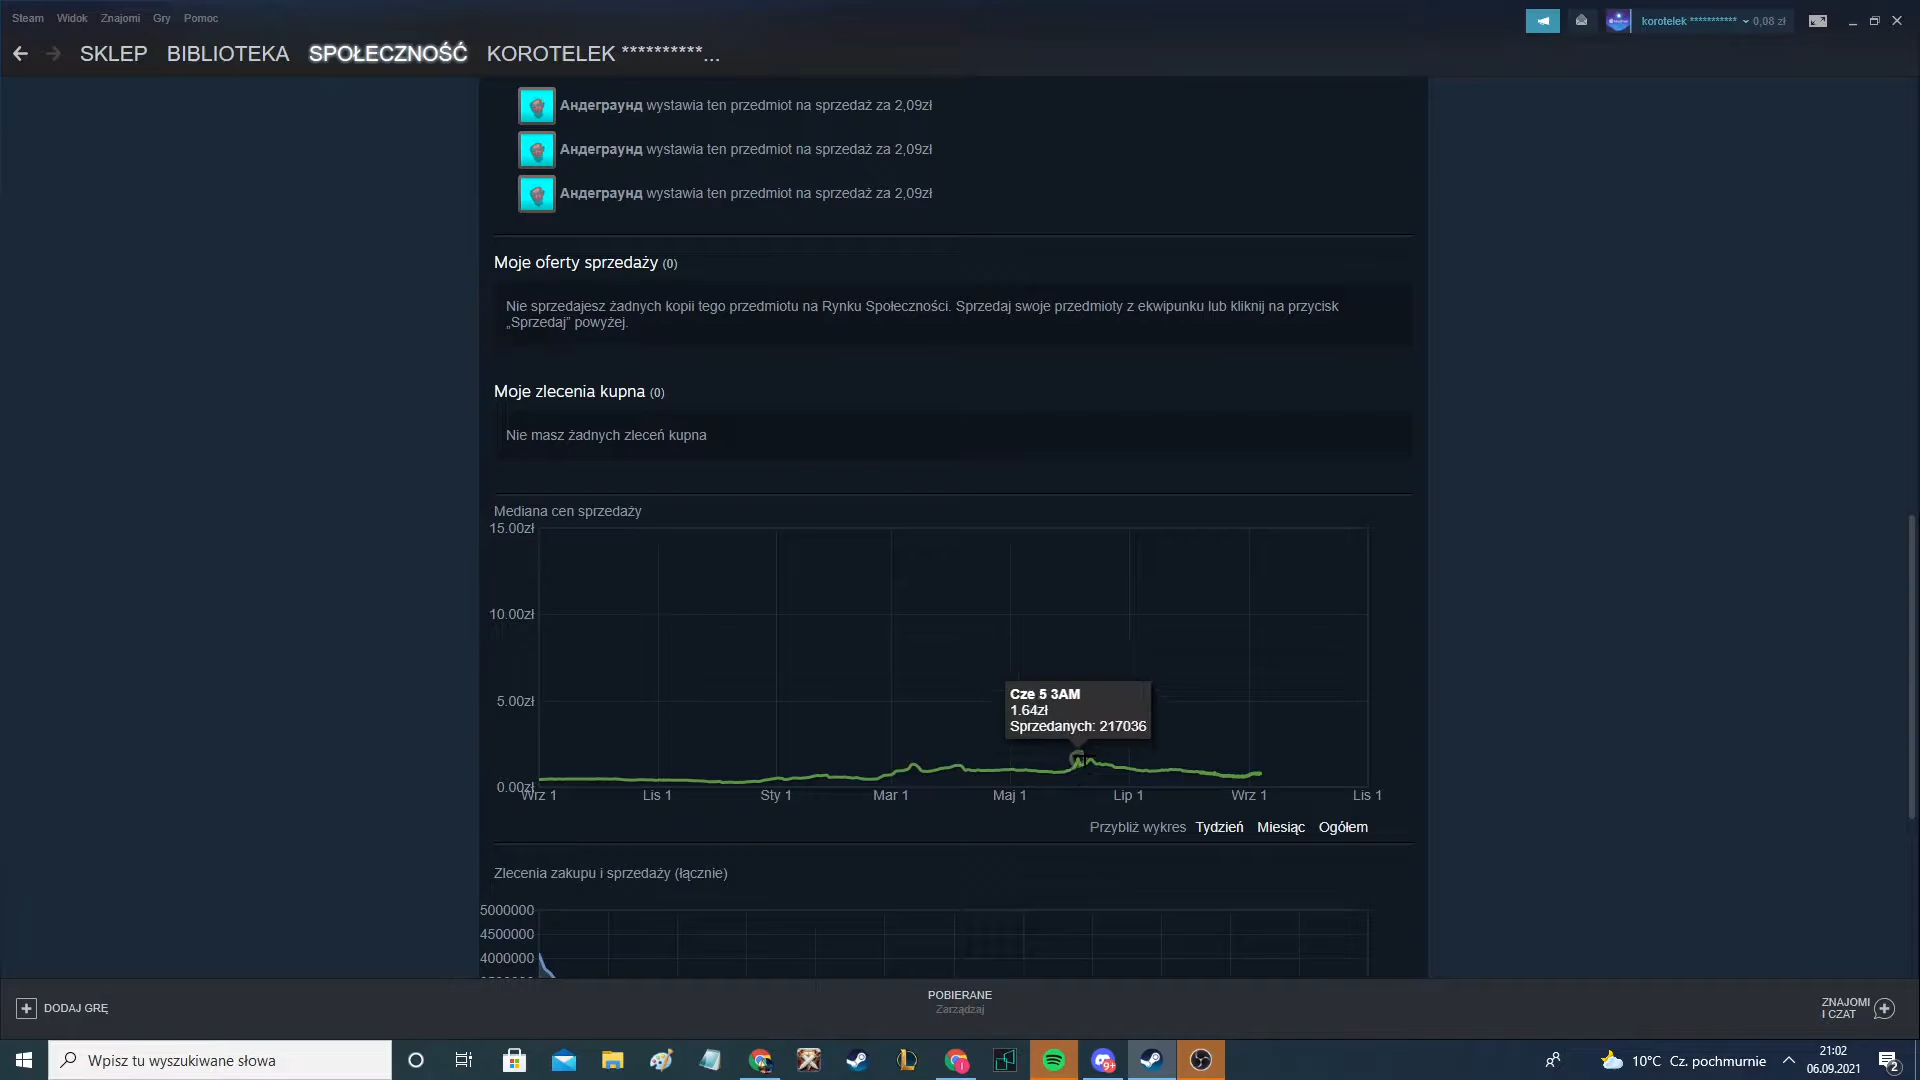 Steam Widok Znajomi Gry Pomoc
korotelek *********** 0,08 zł
SKLEP BIBLIOTEKA SPOŁECZNOŚĆ KOROTELEK **********...
Андеграунд wystawia ten przedmiot na sprzedaż za 2,09zł
Андеграунд wystawia ten przedmiot na sprzedaż za 2,09zł
Андеграунд wystawia ten przedmiot na sprzedaż za 2,09zł
Moje oferty sprzedaży (0)
Nie sprzedajesz żadnych kopii tego przedmiotu na Rynku Społeczności. Sprzedaj swoje przedmioty z ekwipunku lub kliknij na przycisk
„Sprzedaj” powyżej.
Moje zlecenia kupna (0)
Nie masz żadnych zleceń kupna
Mediana cen sprzedaży
15.00zł
10.00zł
5.00zł
0.00zł
Cze 5 3AM
1.64zł
Sprzedanych: 217036
Wrz 1 Lis 1 Sty 1 Mar 1 Maj 1 Lip 1 Wrz 1 Lis 1
Przybliż wykres Tydzień Miesiąc Ogółem
Zlecenia zakupu i sprzedaży (łącznie)
5000000
4500000
4000000
DODAJ GRĘ
POBIERANE
Zarządzaj
ZNAJOMI
I CZAT
Wpisz tu wyszukiwane słowa
9+
10°C Cz. pochmurnie
21:02
06.09.2021
2